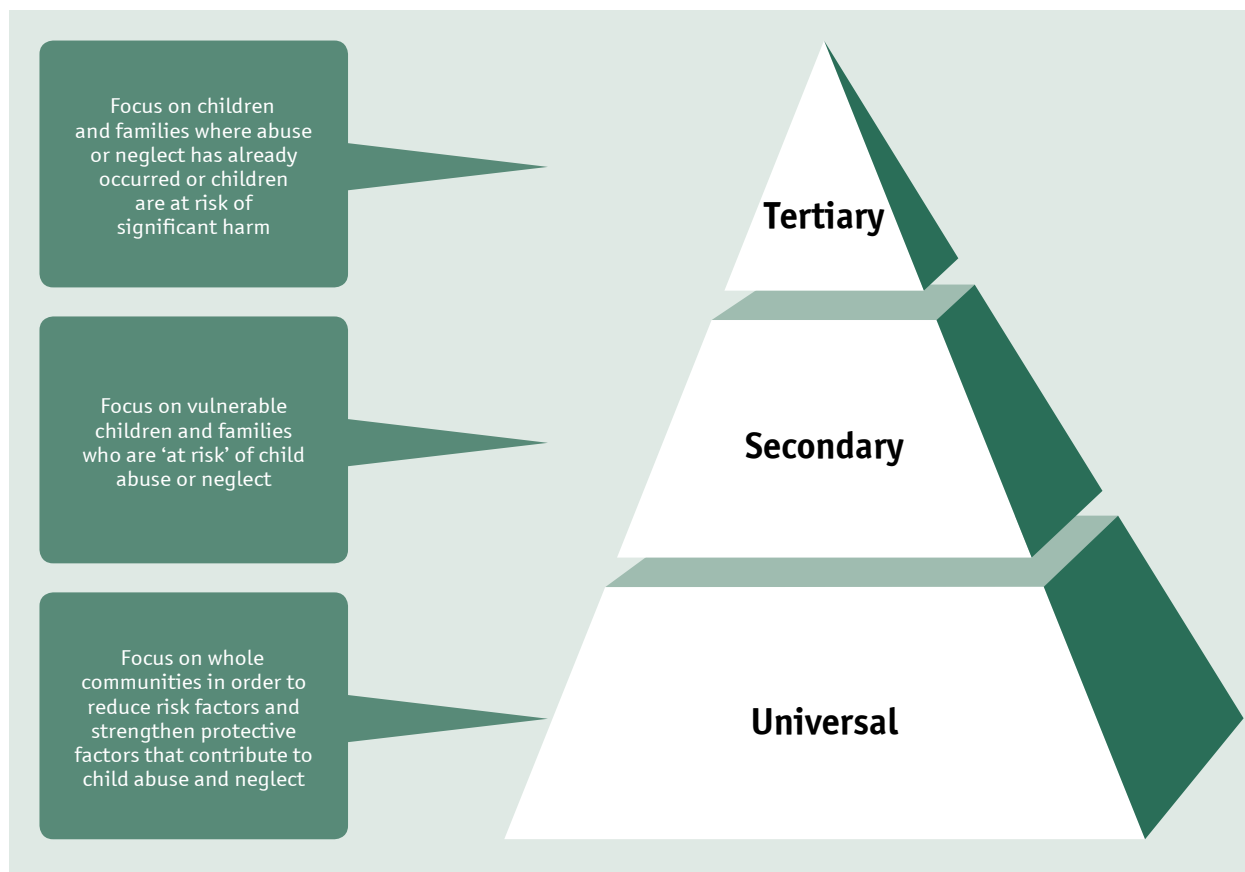 Focus on children
and families where abuse
or neglect has already
occurred or children
are at risk of
significant harm
Tertiary
Focus on vulnerable
children and families
who are ‘at risk’ of child
abuse or neglect
Secondary
Focus on whole
communities in order to
reduce risk factors and
strengthen protective
factors that contribute to
child abuse and neglect
Universal